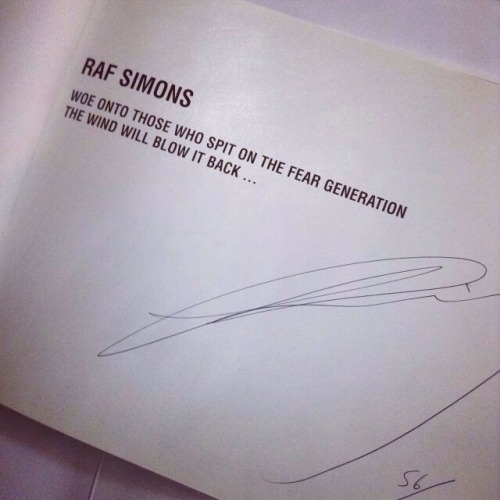 RAF SIMONS
WOE ONTO THOSE WHO SPIT ON THE FEAR GENERATION
THE WIND WILL BLOW IT BACK ...
56